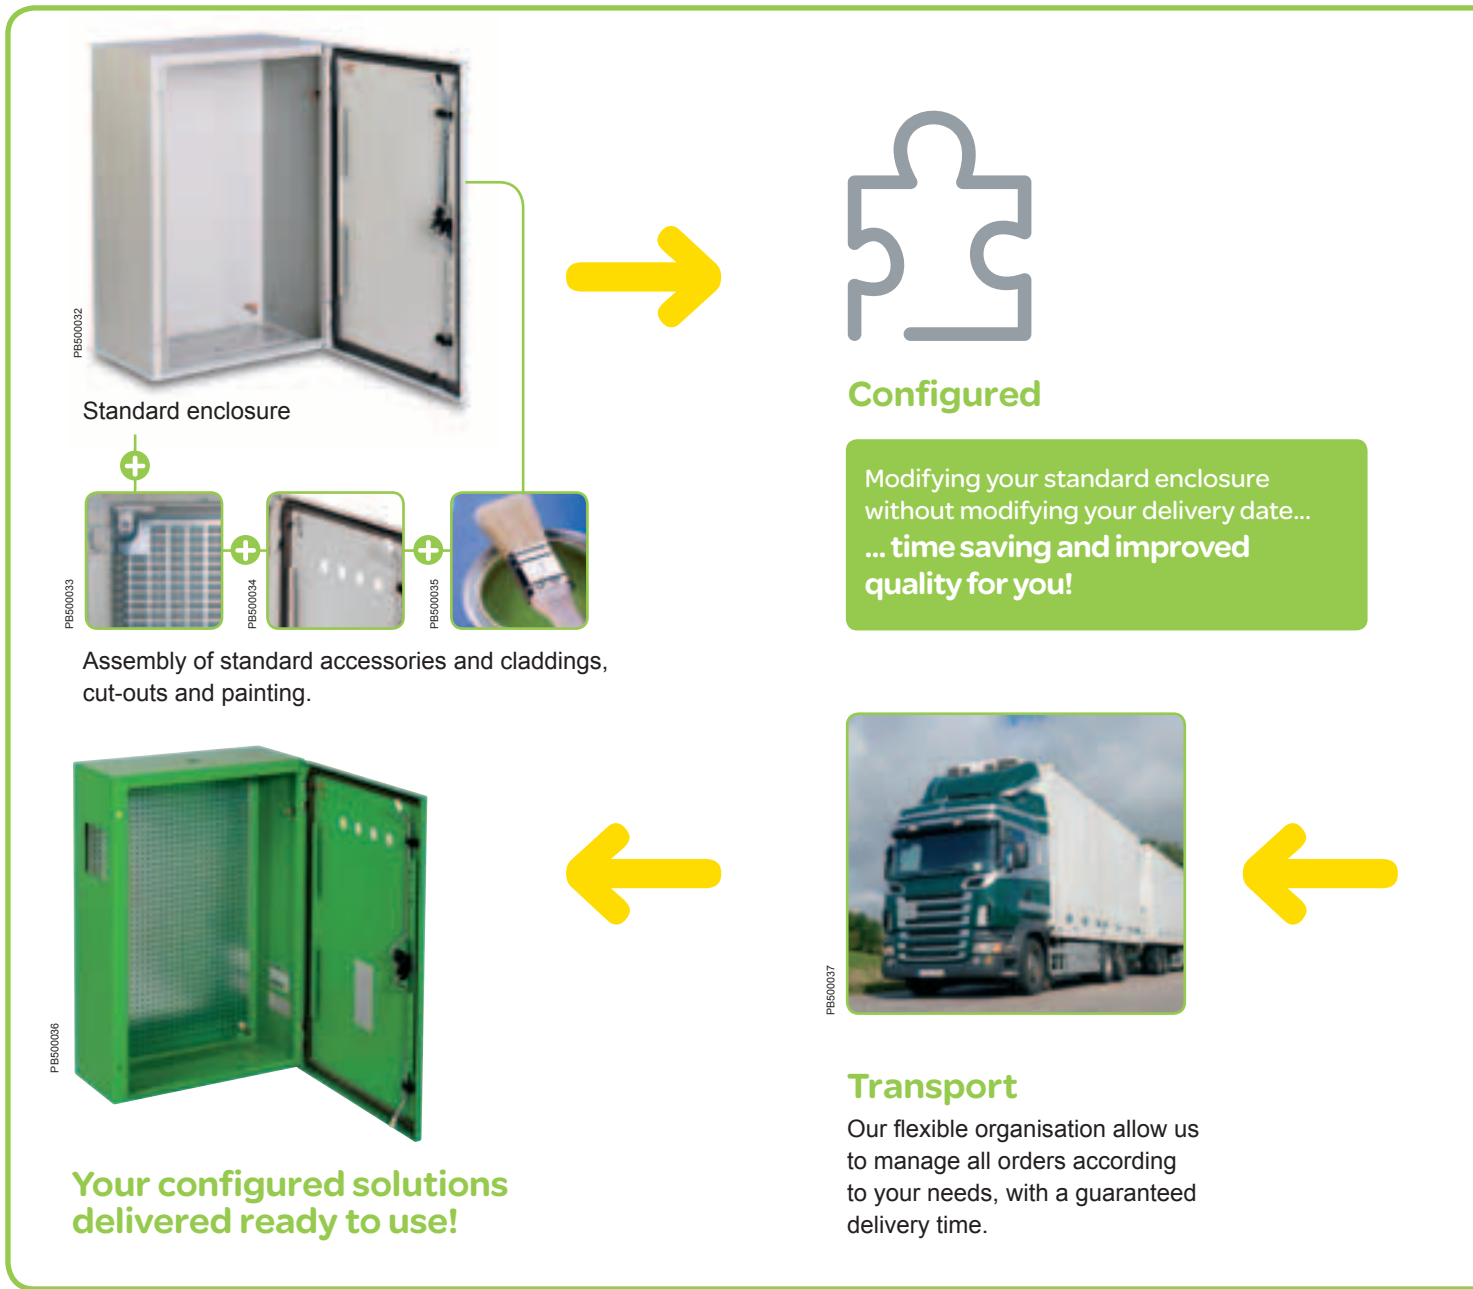 PB500032
Standard enclosure
PB500033
PB500034
PB500035
Assembly of standard accessories and claddings,
cut-outs and painting.
Configured
Modifying your standard enclosure
without modifying your delivery date...
... time saving and improved
quality for you!
PB500037
Transport
Our flexible organisation allow us
to manage all orders according
to your needs, with a guaranteed
delivery time.
PB500036
Your configured solutions
delivered ready to use!